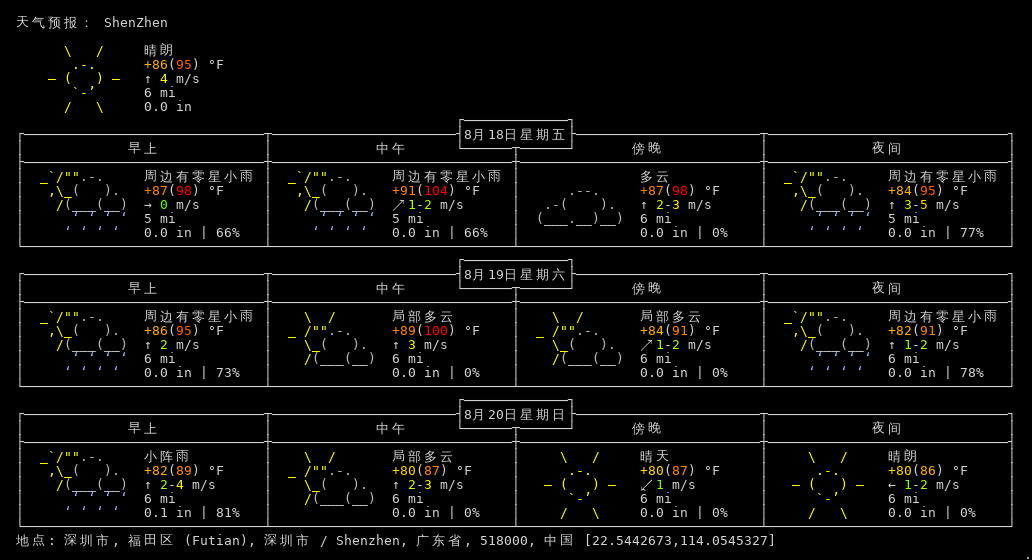 天气预报： ShenZhen
晴朗
+86(95) °F
↑ 4 m/s
6 mi
0.0 in
8月18日星期五
早上 中午 傍晚 夜间
周边有零星小雨 周边有零星小雨 多云 周边有零星小雨
+87(98) °F +91(104) °F +87(98) °F +84(95) °F
→ 0 m/s ↗ 1-2 m/s ↑ 2-3 m/s ↑ 3-5 m/s
5 mi 5 mi 6 mi 5 mi
0.0 in | 66% 0.0 in | 66% 0.0 in | 0% 0.0 in | 77%
8月19日星期六
早上 中午 傍晚 夜间
周边有零星小雨 局部多云 局部多云 周边有零星小雨
+86(95) °F +89(100) °F +84(91) °F +82(91) °F
↑ 2 m/s ↑ 3 m/s ↗ 1-2 m/s ↑ 1-2 m/s
6 mi 6 mi 6 mi 6 mi
0.0 in | 73% 0.0 in | 0% 0.0 in | 0% 0.0 in | 78%
8月20日星期日
早上 中午 傍晚 夜间
小阵雨 局部多云 晴天 晴朗
+82(89) °F +80(87) °F +80(87) °F +80(86) °F
↑ 2-4 m/s ↑ 2-3 m/s ↙ 1 m/s ← 1-2 m/s
6 mi 6 mi 6 mi 6 mi
0.1 in | 81% 0.0 in | 0% 0.0 in | 0% 0.0 in | 0%
地点: 深圳市, 福田区 (Futian), 深圳市 / Shenzhen, 广东省, 518000, 中国 [22.5442673,114.0545327]